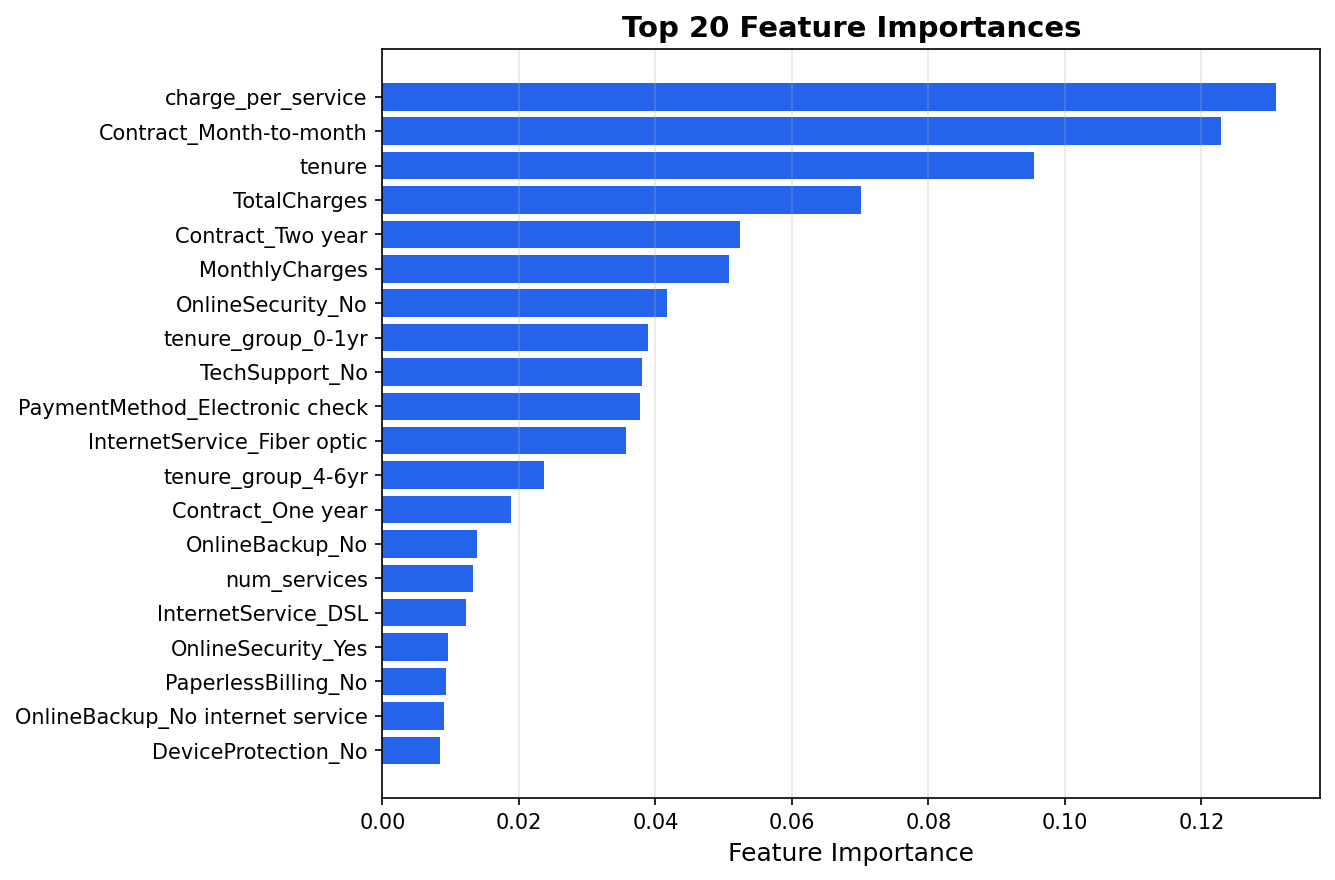 Top 20 Feature Importances
charge_per_service
Contract_Month-to-month
tenure
TotalCharges
Contract_Two year
MonthlyCharges
OnlineSecurity_No
tenure_group_0-1yr
TechSupport_No
PaymentMethod_Electronic check
InternetService_Fiber optic
tenure_group_4-6yr
Contract_One year
OnlineBackup_No
num_services
InternetService_DSL
OnlineSecurity_Yes
PaperlessBilling_No
OnlineBackup_No internet service
DeviceProtection_No
0.00 0.02 0.04 0.06 0.08 0.10 0.12
Feature Importance